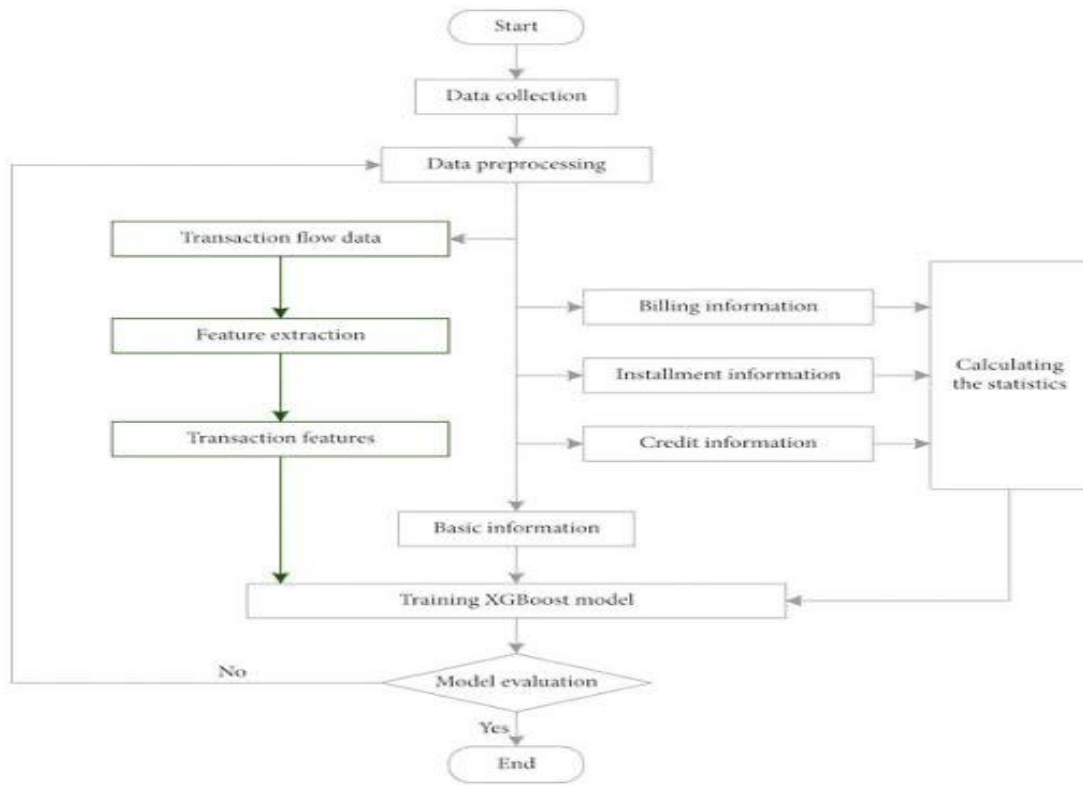 Start
Data collection
Data preprocessing
Transaction flow data
Billing information
Feature extraction
Installment information
Calculating
the statistics
Transaction features
Credit information
Basic information
Training XGBoost model
No
Model evaluation
Yes
End